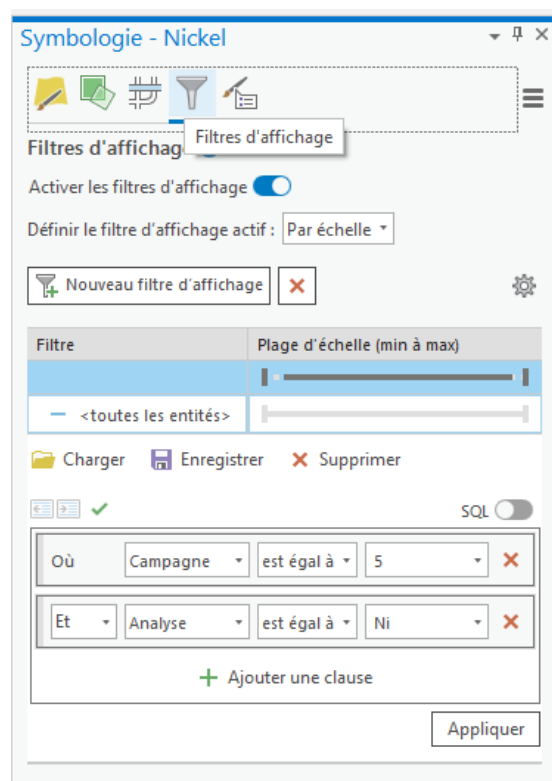 Symbologie - Nickel
Filtres d'affichage
Filtres d'affichag
Activer les filtres d'affichage
Définir le filtre d'affichage actif : Par échelle
Nouveau filtre d'affichage
Filtre Plage d'échelle (min à max)
<toutes les entités>
Charger Enregistrer Supprimer
SQL
Où Campagne est égal à 5
Et Analyse est égal à Ni
Ajouter une clause
Appliquer